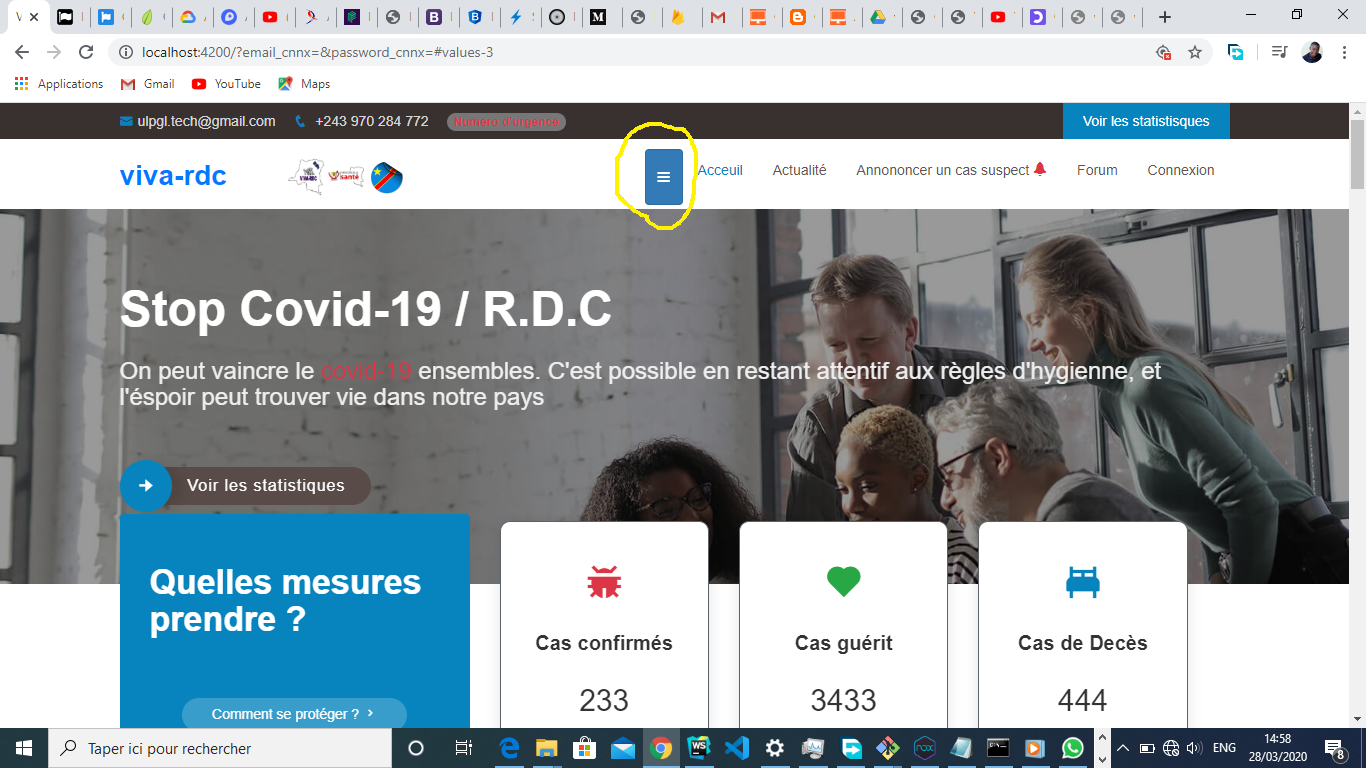 localhost:4200/?email_cnnx=&password_cnnx=#values-3
Applications Gmail YouTube Maps
ulpgl.tech@gmail.com +243 970 284 772 Numéro d'urgence Voir les statistisques
viva-rdc santé Acceuil Actualité Annononcer un cas suspect Forum Connexion
Stop Covid-19 / R.D.C
On peut vaincre le covid-19 ensembles. C'est possible en restant attentif aux règles d'hygienne, et
l'éspoir peut trouver vie dans notre pays
Voir les statistiques
Quelles mesures
prendre ?
Comment se protéger ?
Cas confirmés
233
Cas guérit
3433
Cas de Decès
444
Taper ici pour rechercher
ENG
14:58
28/03/2020
8